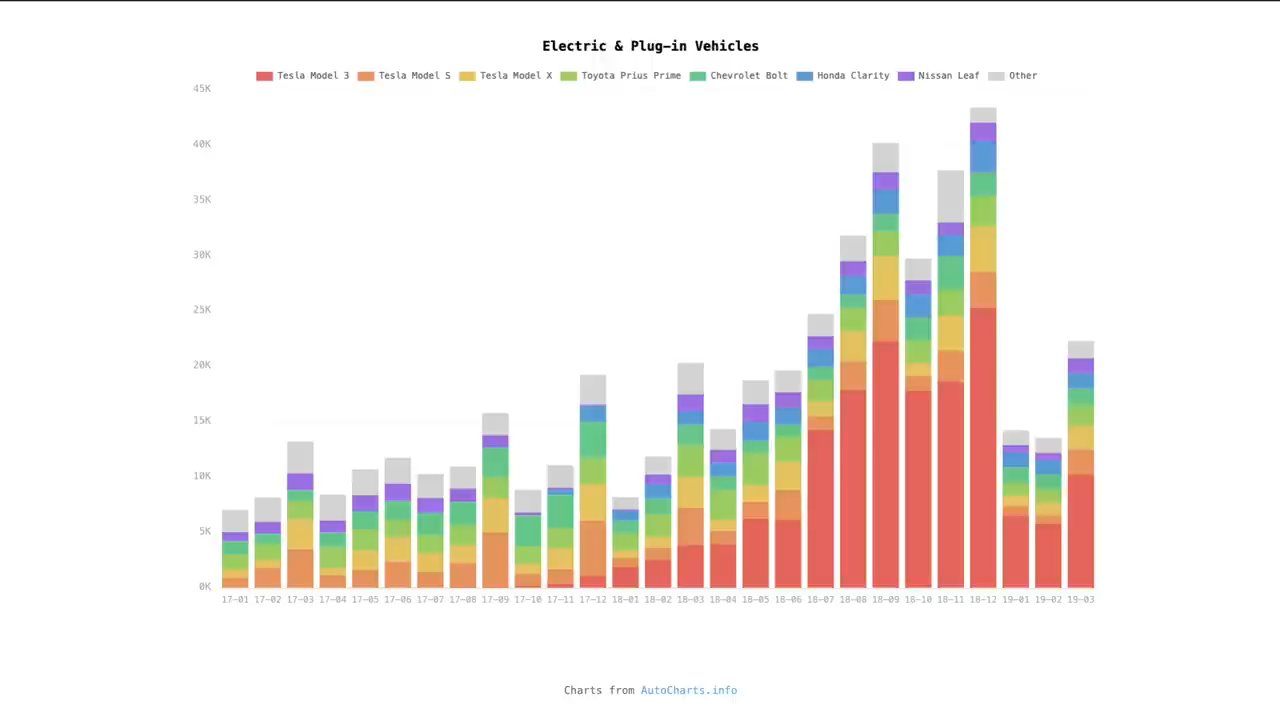 Electric & Plug-in Vehicles
Tesla Model 3 Tesla Model S Tesla Model X Toyota Prius Prime Chevrolet Bolt Honda Clarity Nissan Leaf Other
45K
40K
35K
30K
25K
20K
15K
10K
5K
0K
17-01 17-02 17-03 17-04 17-05 17-06 17-07 17-08 17-09 17-10 17-11 17-12 18-01 18-02 18-03 18-04 18-05 18-06 18-07 18-08 18-09 18-10 18-11 18-12 19-01 19-02 19-03
Charts from AutoCharts.info